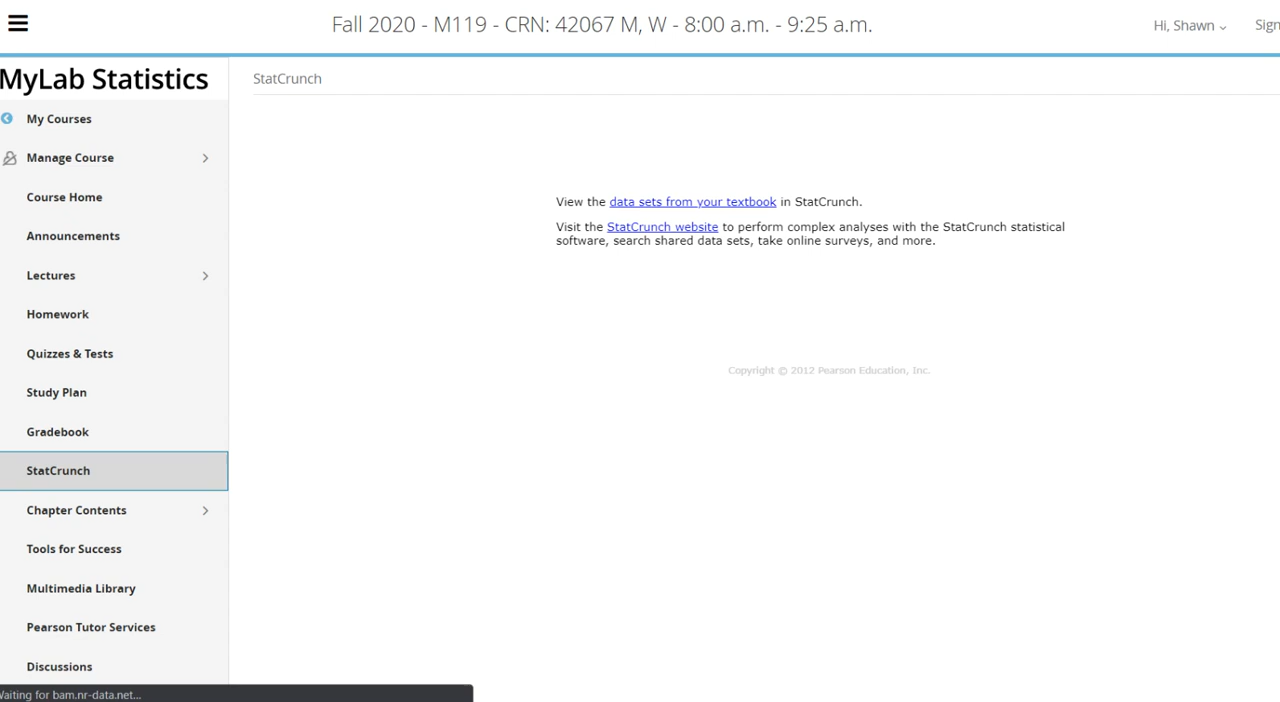 Fall 2020 - M119 - CRN: 42067 M, W - 8:00 a.m. - 9:25 a.m.
Hi, Shawn
Sign
MyLab Statistics
StatCrunch
My Courses
Manage Course
Course Home
Announcements
Lectures
Homework
Quizzes & Tests
Study Plan
Gradebook
StatCrunch
Chapter Contents
Tools for Success
Multimedia Library
Pearson Tutor Services
Discussions
View the data sets from your textbook in StatCrunch.
Visit the StatCrunch website to perform complex analyses with the StatCrunch statistical
software, search shared data sets, take online surveys, and more.
Copyright © 2012 Pearson Education, Inc.
Waiting for bam.nr-data.net...